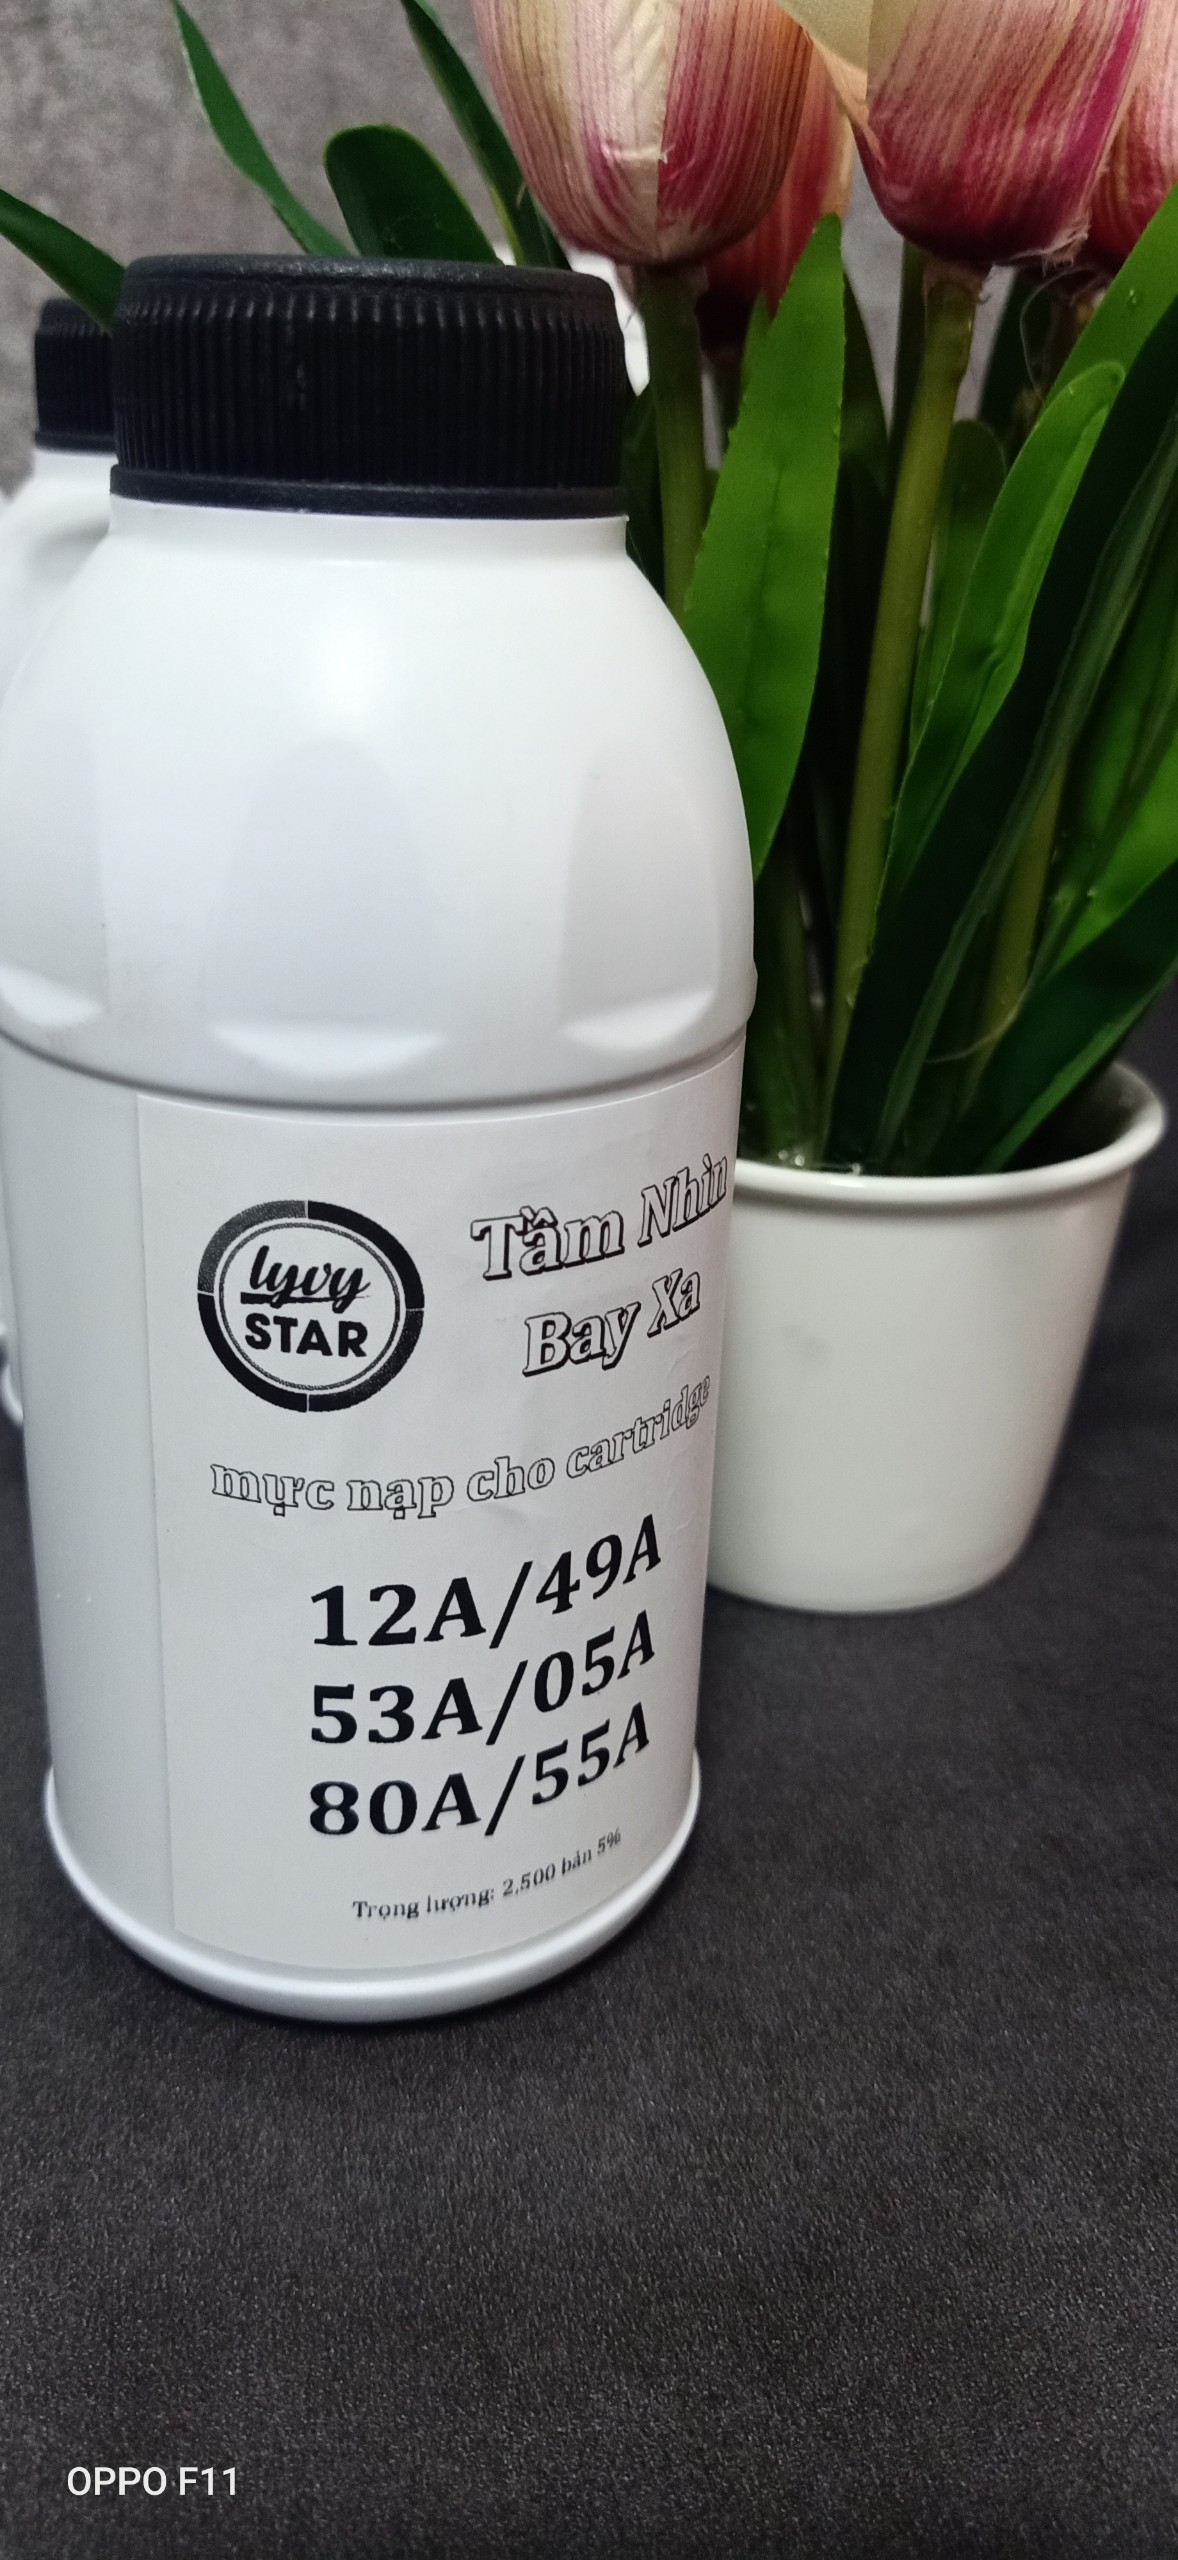 lyvy
STAR
Tầm Nhìn
Bay Xa
mực nạp cho cartridge
12A/49A
53A/05A
80A/55A
Trọng lượng: 2,500 bản 5%
OPPO F11